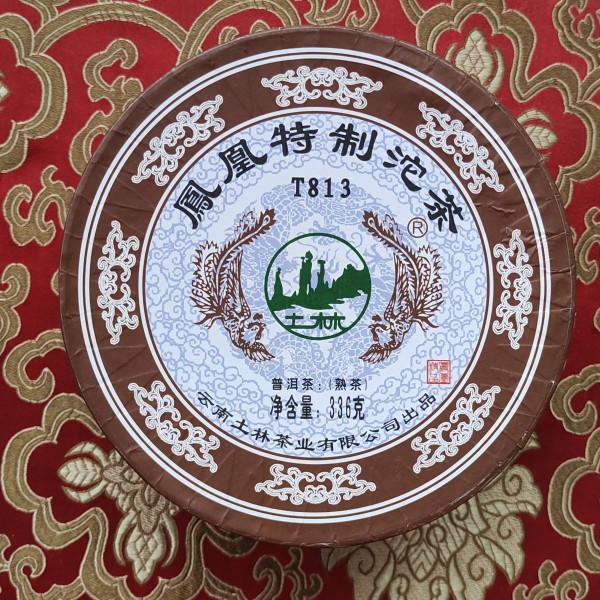 鳳凰特制沱茶
T813
®
土林
普洱茶:(熟茶)
净含量:336克
云南土林茶业有限公司出品